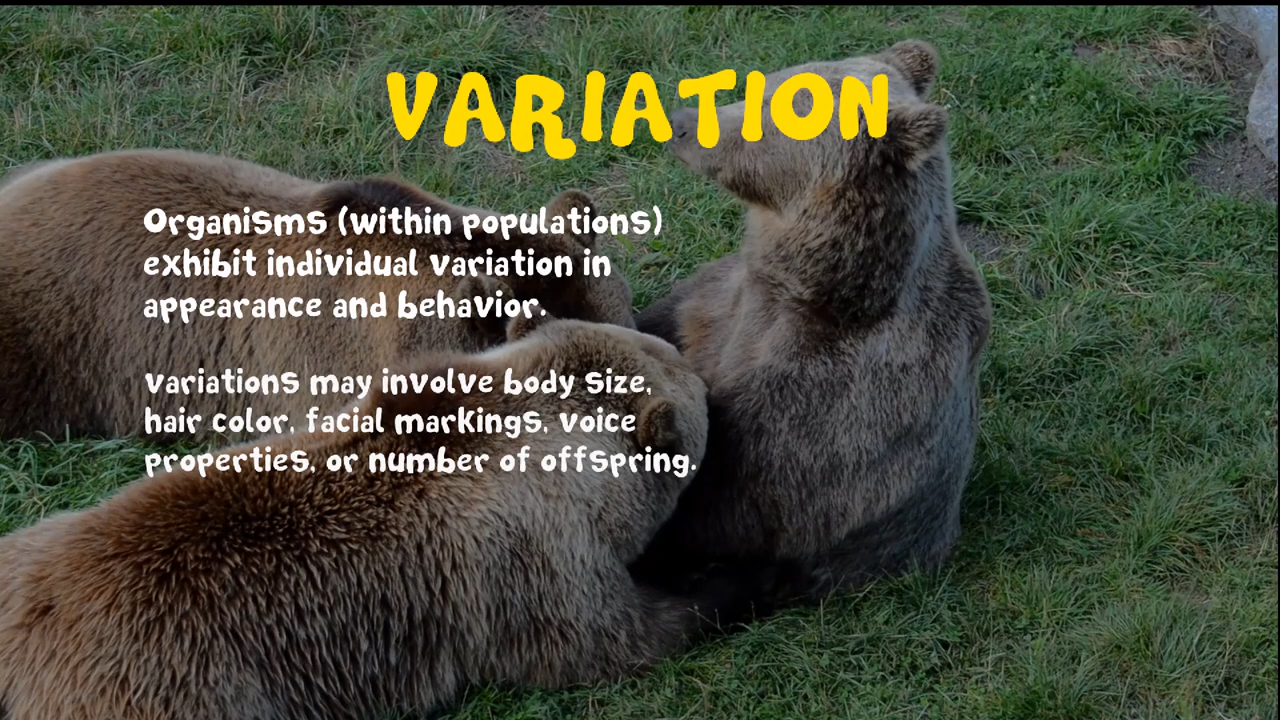 VARIATION
Organisms (within populations)
exhibit individual variation in
appearance and behavior.
variations may involve body size,
hair color, facial markings, voice
properties, or number of offspring.